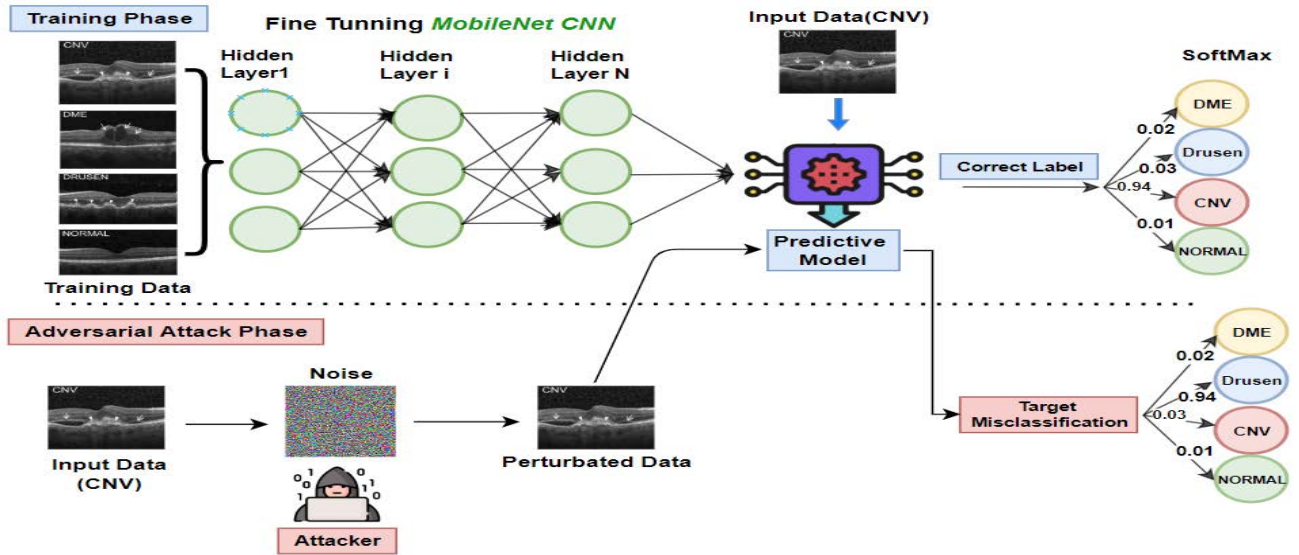 Training Phase
Fine Tunning MobileNet CNN
Input Data(CNV)
CNV
DME
DRUSEN
NORMAL
Training Data
Hidden
Layer1
Hidden
Layer i
Hidden
Layer N
CNV
Predictive
Model
Correct Label
SoftMax
0.02
0.03
0.94
0.01
DME
Drusen
CNV
NORMAL
Adversarial Attack Phase
CNV
Input Data
(CNV)
Noise
Attacker
CNV
Perturbated Data
Target
Misclassification
0.02
0.94
0.03
0.01
DME
Drusen
CNV
NORMAL